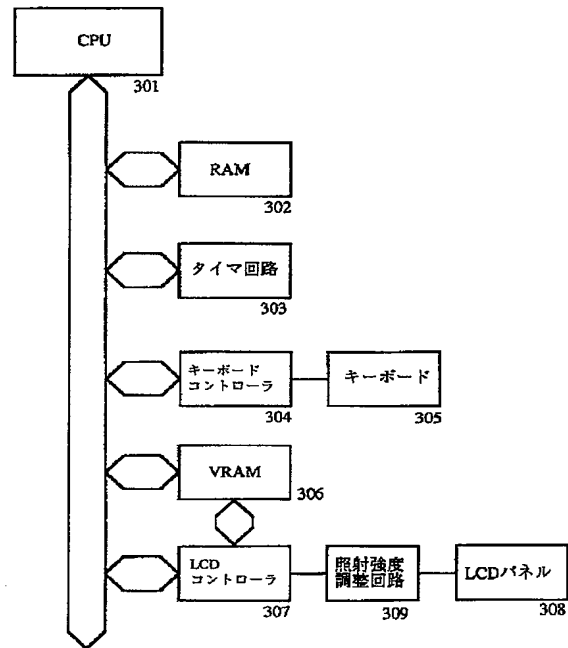 CPU
301
RAM
302
タイマ回路
303
キーボード
コントローラ
304
キーボード
305
VRAM
306
LCD
コントローラ
307
照射強度
調整回路
309
LCDパネル
308